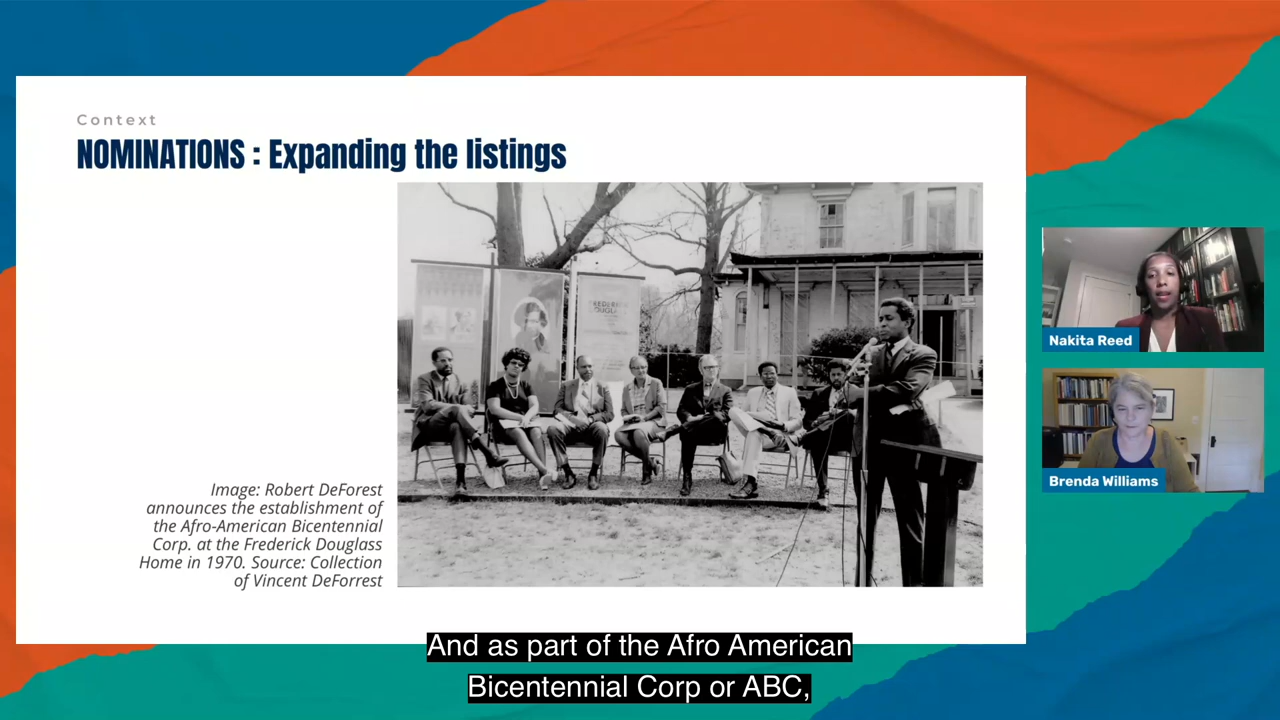 Context
NOMINATIONS : Expanding the listings
Image: Robert DeForest
announces the establishment of
the Afro-American Bicentennial
Corp. at the Frederick Douglass
Home in 1970. Source: Collection
of Vincent DeForrest
Nakita Reed
Brenda Williams
And as part of the Afro American
Bicentennial Corp or ABC,